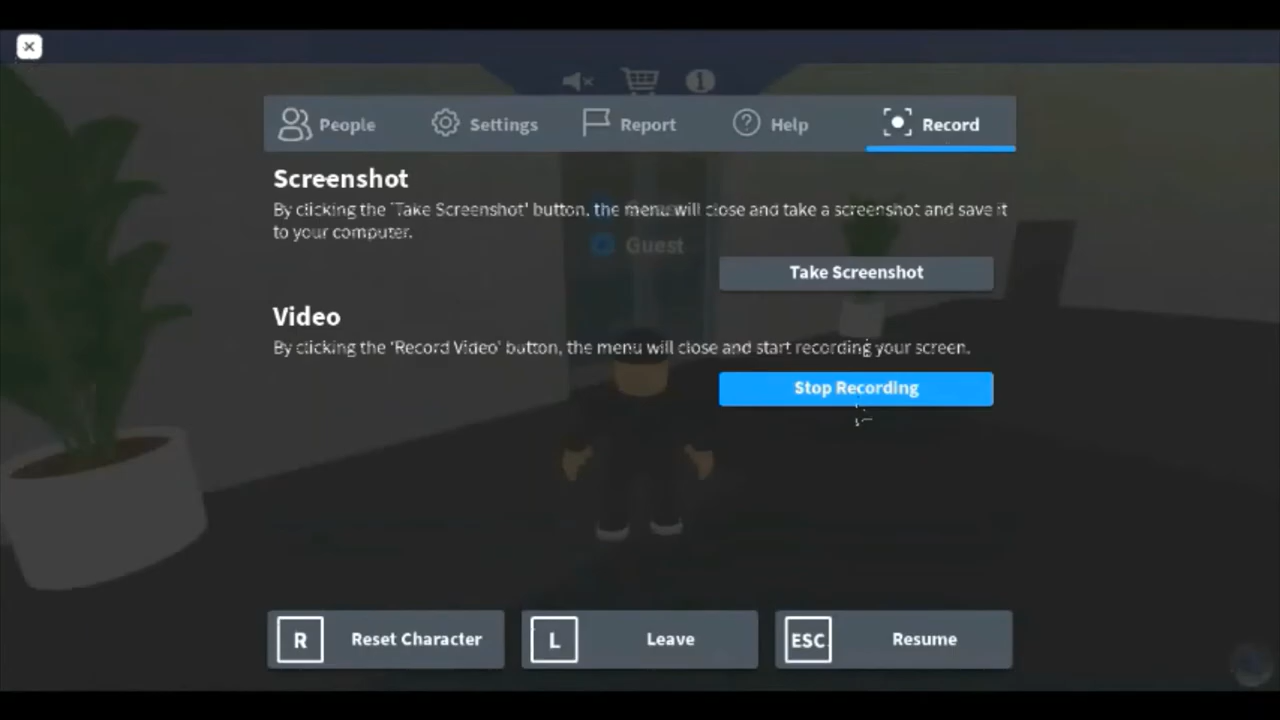 People
Settings
Report
Help
Record
Screenshot
By clicking the 'Take Screenshot' button, the menu will close and take a screenshot and save it
to your computer.
Guest
Take Screenshot
Video
By clicking the 'Record Video' button, the menu will close and start recording your screen.
Stop Recording
R
Reset Character
L
Leave
ESC
Resume